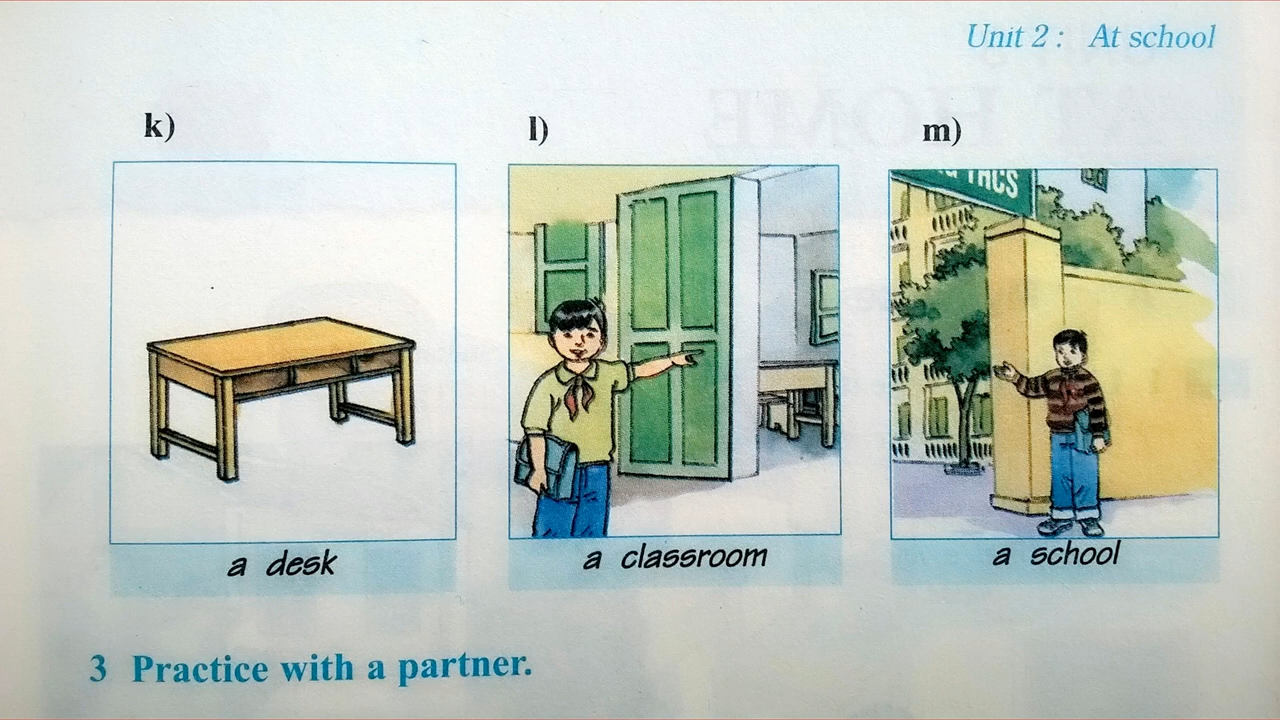 Unit 2 : At school
k)
l)
m)
THCS
a desk
a classroom
a school
3 Practice with a partner.